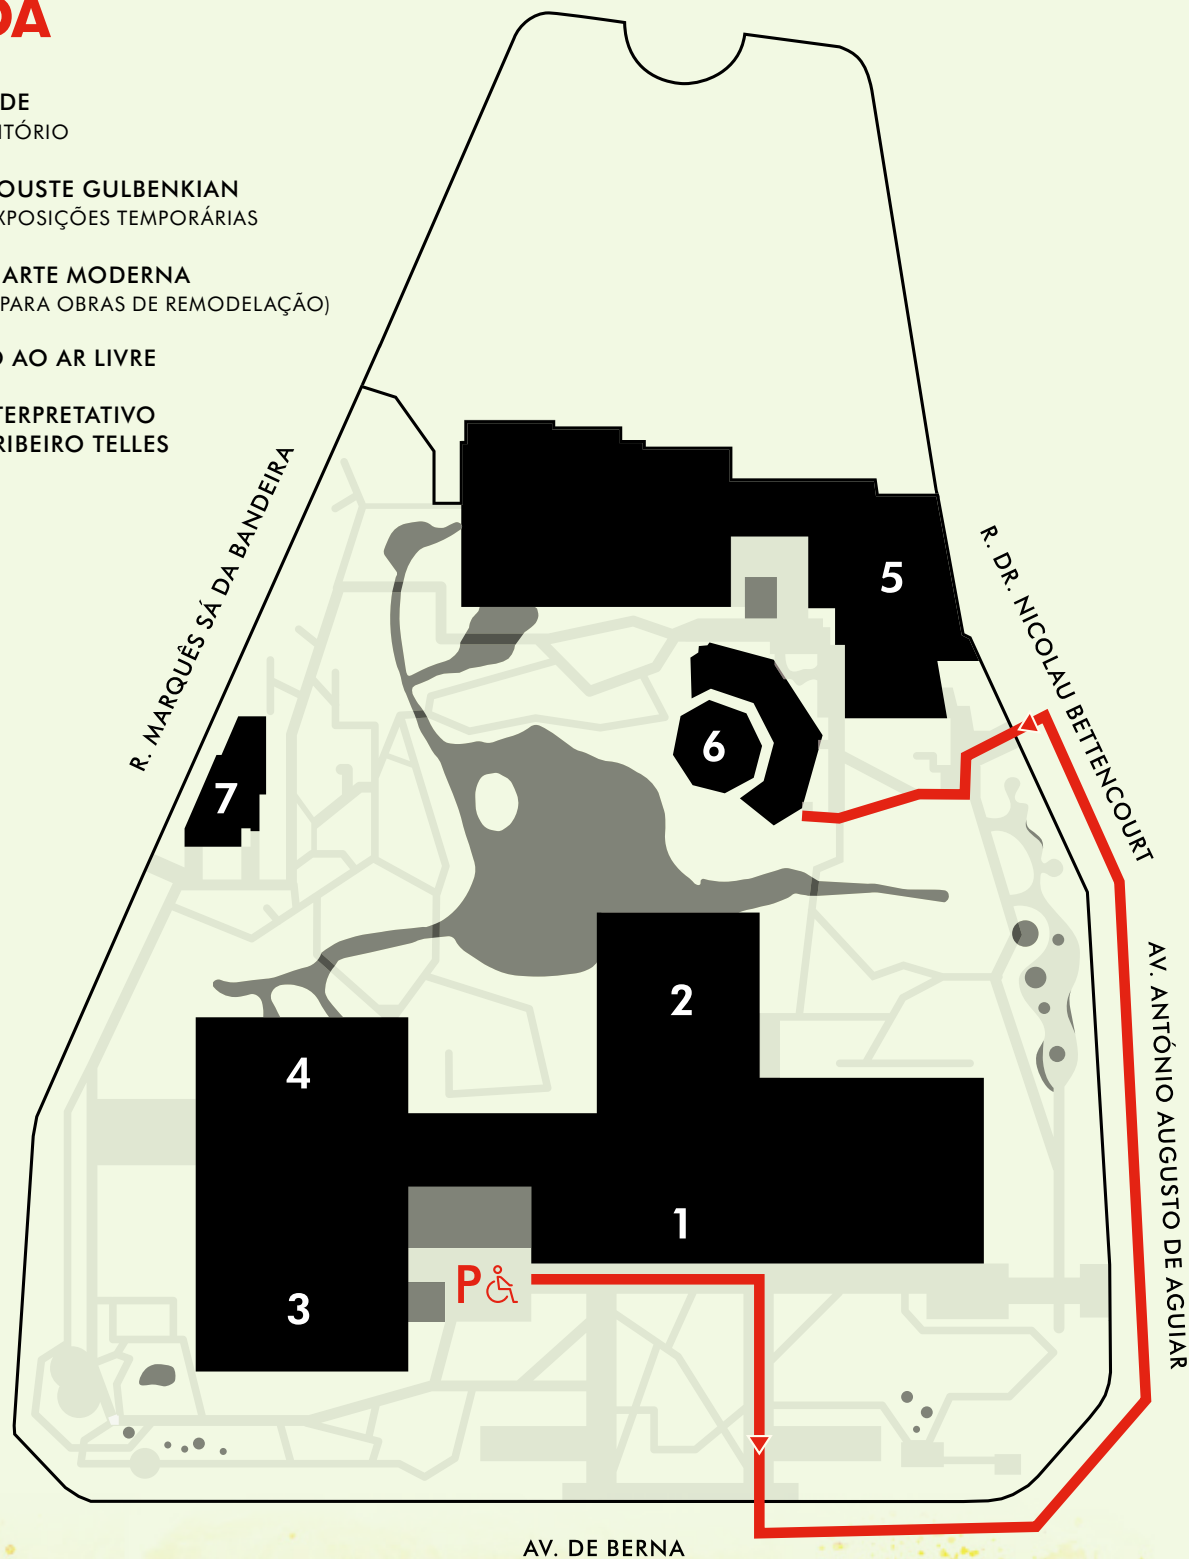 DA
DE
TÓRIO
OUSTE GULBENKIAN
XPOSIÇÕES TEMPORÁRIAS
ARTE MODERNA
PARA OBRAS DE REMODELAÇÃO)
O AO AR LIVRE
TERPRETATIVO
RIBEIRO TELLES
R. MARQUÊS SÁ DA BANDEIRA
R. DR. NICOLAU BETTENCOURT
5
6
7
AV. ANTÓNIO AUGUSTO DE AGUIAR
2
4
1
P
3
AV. DE BERNA